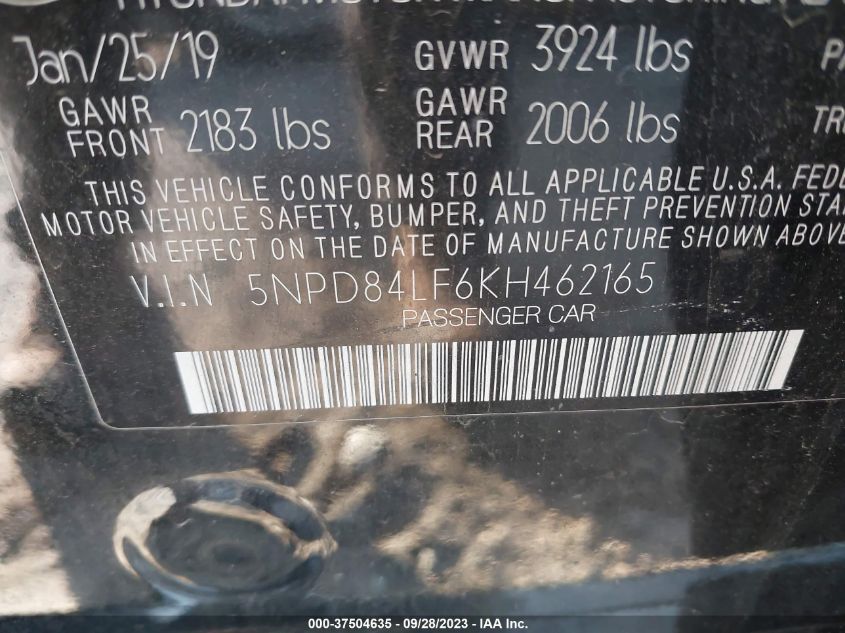 Jan/25/19 GVWR 3924 lbs
GAWR FRONT 2183 lbs GAWR REAR 2006 lbs
THIS VEHICLE CONFORMS TO ALL APPLICABLE U.S.A. FEDE
MOTOR VEHICLE SAFETY, BUMPER, AND THEFT PREVENTION STA
IN EFFECT ON THE DATE OF MANUFACTURE SHOWN ABOVE
V.I.N 5NPD84LF6KH462165
PASSENGER CAR
000-37504635 - 09/28/2023 - © IAA Inc.